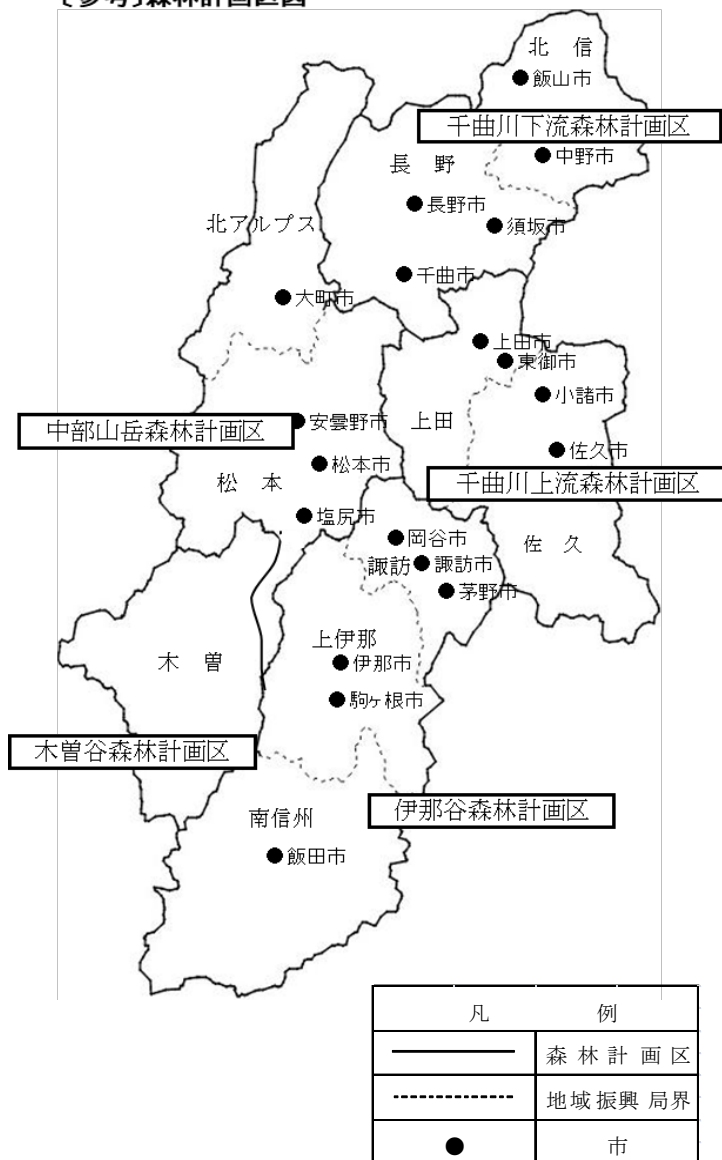 【参考】森林計画区図
北 信
飯山市
千曲川下流森林計画区
中野市
長 野
長野市
須坂市
北アルプス
千曲市
大町市
上田市
東御市
小諸市
安曇野市
上田
中部山岳森林計画区
佐久市
松本市
千曲川上流森林計画区
松 本
塩尻市
岡谷市
佐 久
諏訪
諏訪市
茅野市
上伊那
木 曽
伊那市
駒ヶ根市
木曽谷森林計画区
伊那谷森林計画区
南信州
飯田市
凡 例
森林計画区
地域振興局界
市